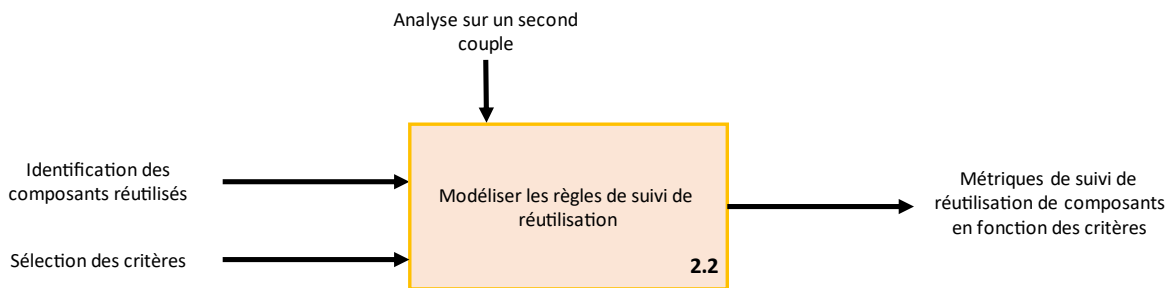 Analyse sur un second
couple
Identification des
composants réutilisés
Sélection des critères
Modéliser les règles de suivi de
réutilisation
2.2
Métriques de suivi de
réutilisation de composants
en fonction des critères